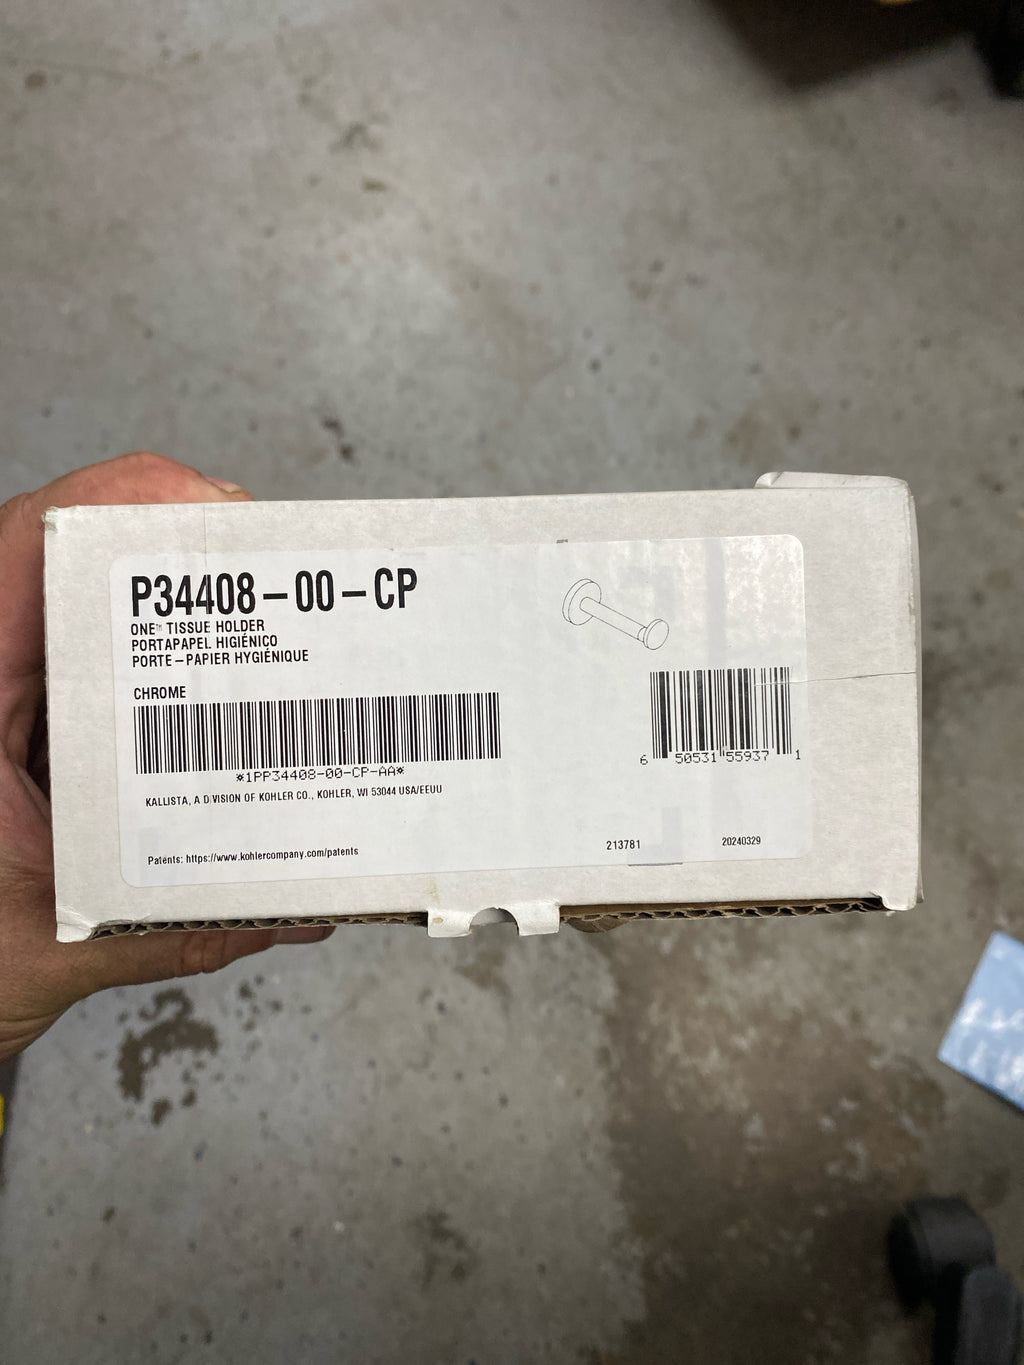 P34408-00-CP
ONE™ TISSUE HOLDER
PORTAPAPEL HIGIÉNICO
PORTE-PAPIER HYGIÉNIQUE
CHROME
*1PP34408-00-CP-AA*
6 50531 55937 1
KALLISTA, A DIVISION OF KOHLER CO., KOHLER, WI 53044 USA/EEUU
Patents: https://www.kohlercompany.com/patents
213781
20240329